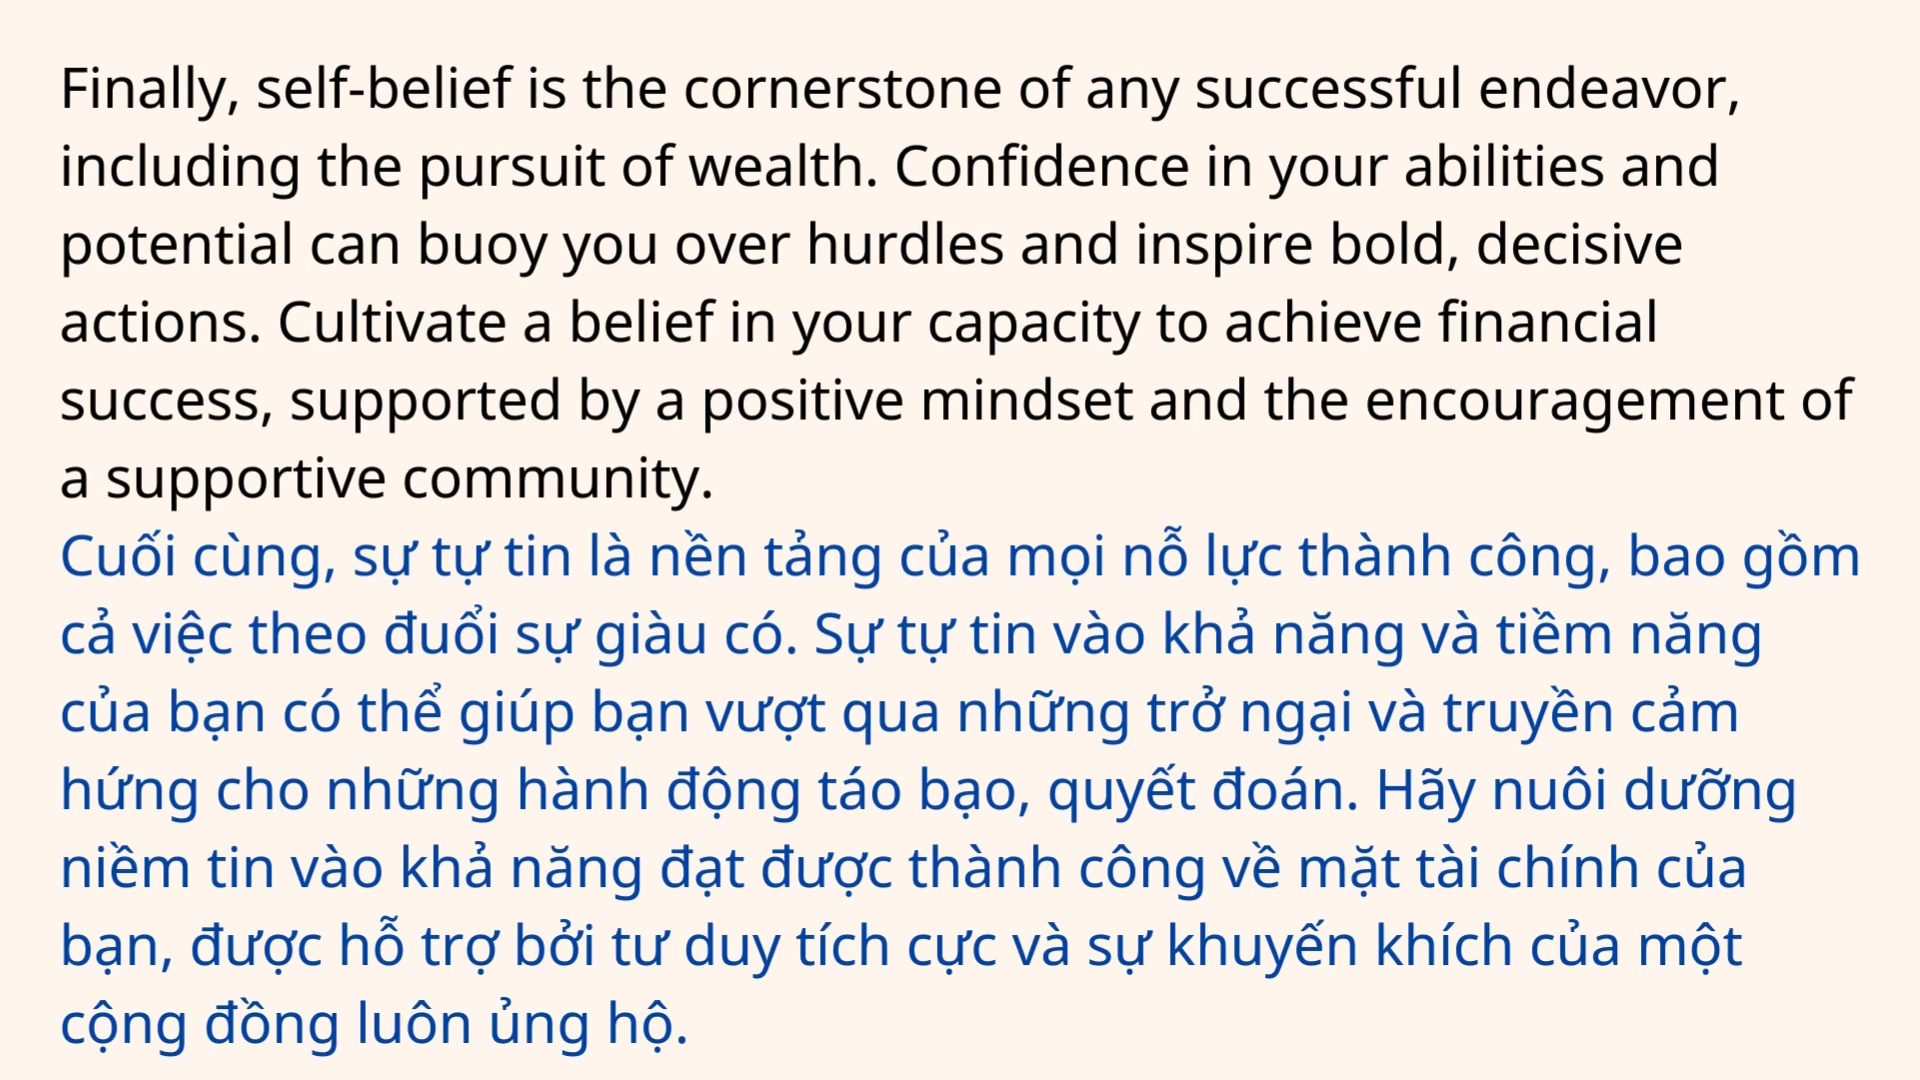 Finally, self-belief is the cornerstone of any successful endeavor,
including the pursuit of wealth. Confidence in your abilities and
potential can buoy you over hurdles and inspire bold, decisive
actions. Cultivate a belief in your capacity to achieve financial
success, supported by a positive mindset and the encouragement of
a supportive community.
Cuối cùng, sự tự tin là nền tảng của mọi nỗ lực thành công, bao gồm
cả việc theo đuổi sự giàu có. Sự tự tin vào khả năng và tiềm năng
của bạn có thể giúp bạn vượt qua những trở ngại và truyền cảm
hứng cho những hành động táo bạo, quyết đoán. Hãy nuôi dưỡng
niềm tin vào khả năng đạt được thành công về mặt tài chính của
bạn, được hỗ trợ bởi tư duy tích cực và sự khuyến khích của một
cộng đồng luôn ủng hộ.